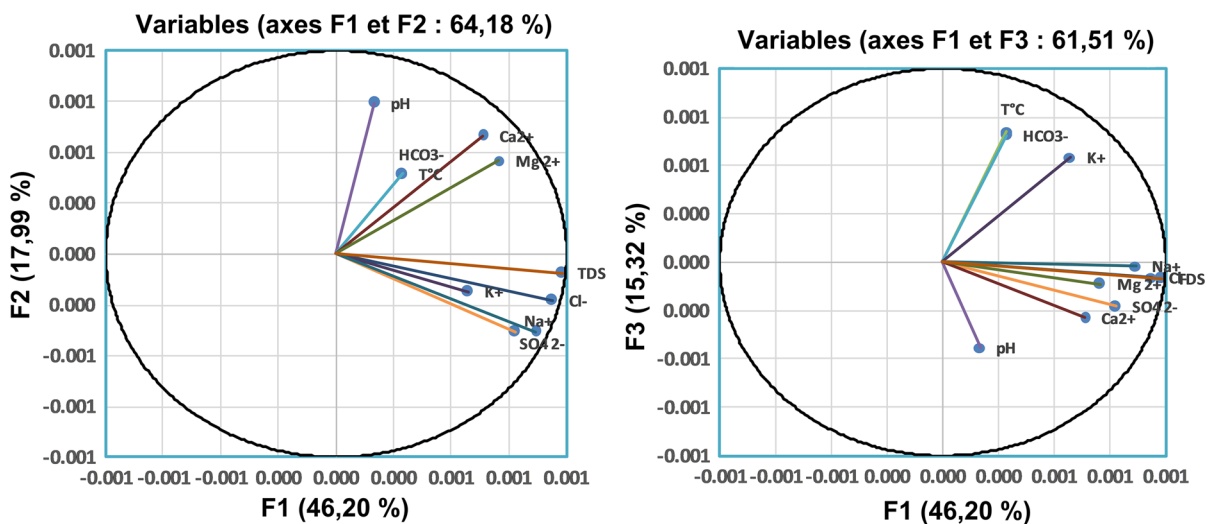 Variables (axes F1 et F2 : 64,18 %)
0.001
0.001
0.001
0.000
0.000
0.000
-0.001
-0.001
-0.001
F2 (17,99 %)
pH
Ca2+
HCO3-
Mg 2+
T°C
TDS
K+
Cl-
Na+
SO4 2-
-0.001 -0.001 -0.001 0.000 0.000 0.000 0.001 0.001 0.001
F1 (46,20 %)
Variables (axes F1 et F3 : 61,51 %)
0.001
0.001
0.001
0.000
0.000
0.000
-0.001
-0.001
-0.001
F3 (15,32 %)
T°C
HCO3-
K+
Na+
Cl-
TDS
Mg 2+
SO4 2-
Ca2+
pH
-0.001 -0.001 -0.001 0.000 0.000 0.000 0.001 0.001 0.001
F1 (46,20 %)